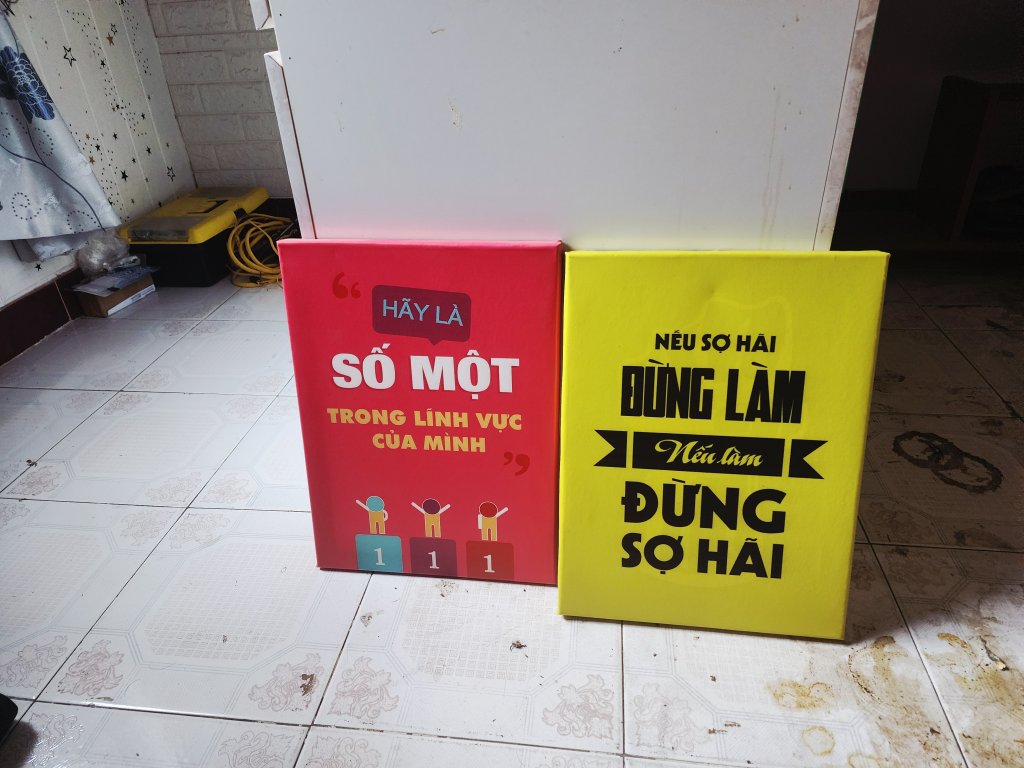 HÃY LÀ
SỐ MỘT
TRONG LĨNH VỰC
CỦA MÌNH
1 1 1
NẾU SỢ HÃI
ĐỪNG LÀM
Nếu làm
ĐỪNG
SỢ HÃI